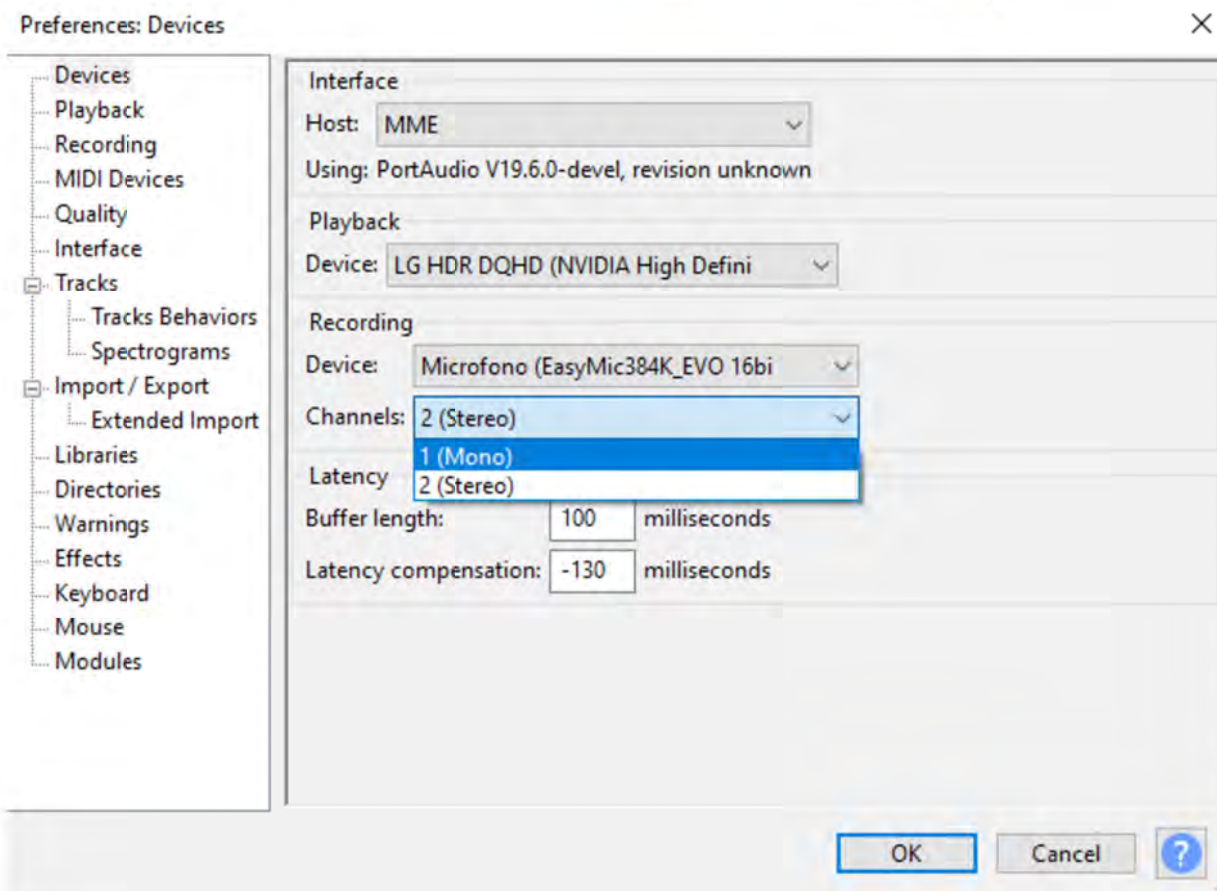 Preferences: Devices
Devices
Playback
Recording
MIDI Devices
Quality
Interface
Tracks
Tracks Behaviors
Spectrograms
Import / Export
Extended Import
Libraries
Directories
Warnings
Effects
Keyboard
Mouse
Modules
Interface
Host: MME
Using: PortAudio V19.6.0-devel, revision unknown
Playback
Device: LG HDR DQHD (NVIDIA High Defini
Recording
Device: Microfono (EasyMic384K_EVO 16bi
Channels: 2 (Stereo)
1 (Mono)
2 (Stereo)
Latency
Buffer length: 100 milliseconds
Latency compensation: -130 milliseconds
OK Cancel ?